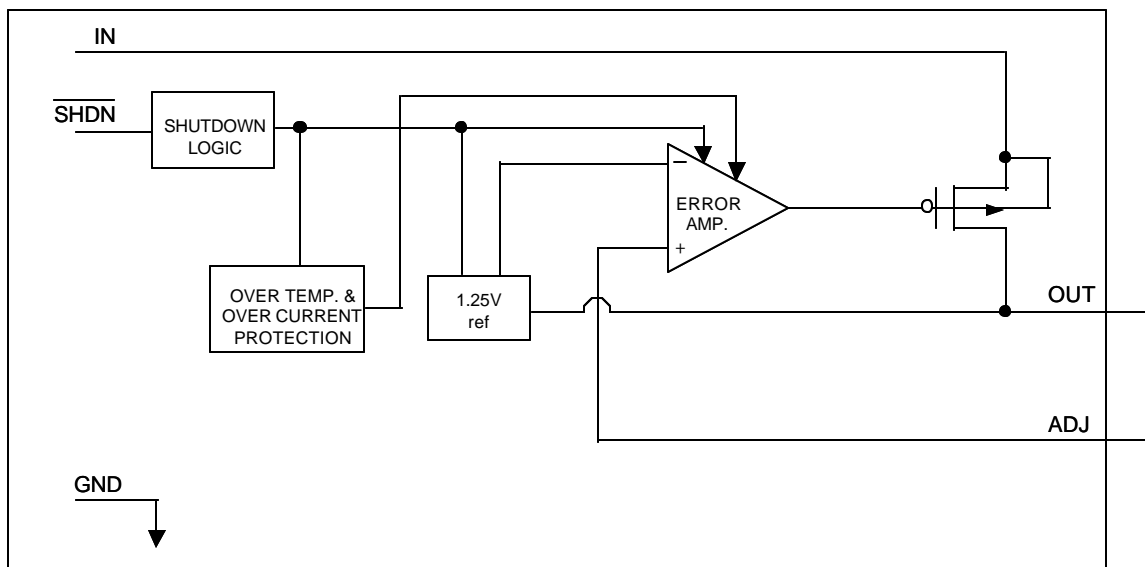 IN
SHDN
SHUTDOWN
LOGIC
−
ERROR
AMP.
+
OVER TEMP. &
OVER CURRENT
PROTECTION
1.25V
ref
OUT
ADJ
GND